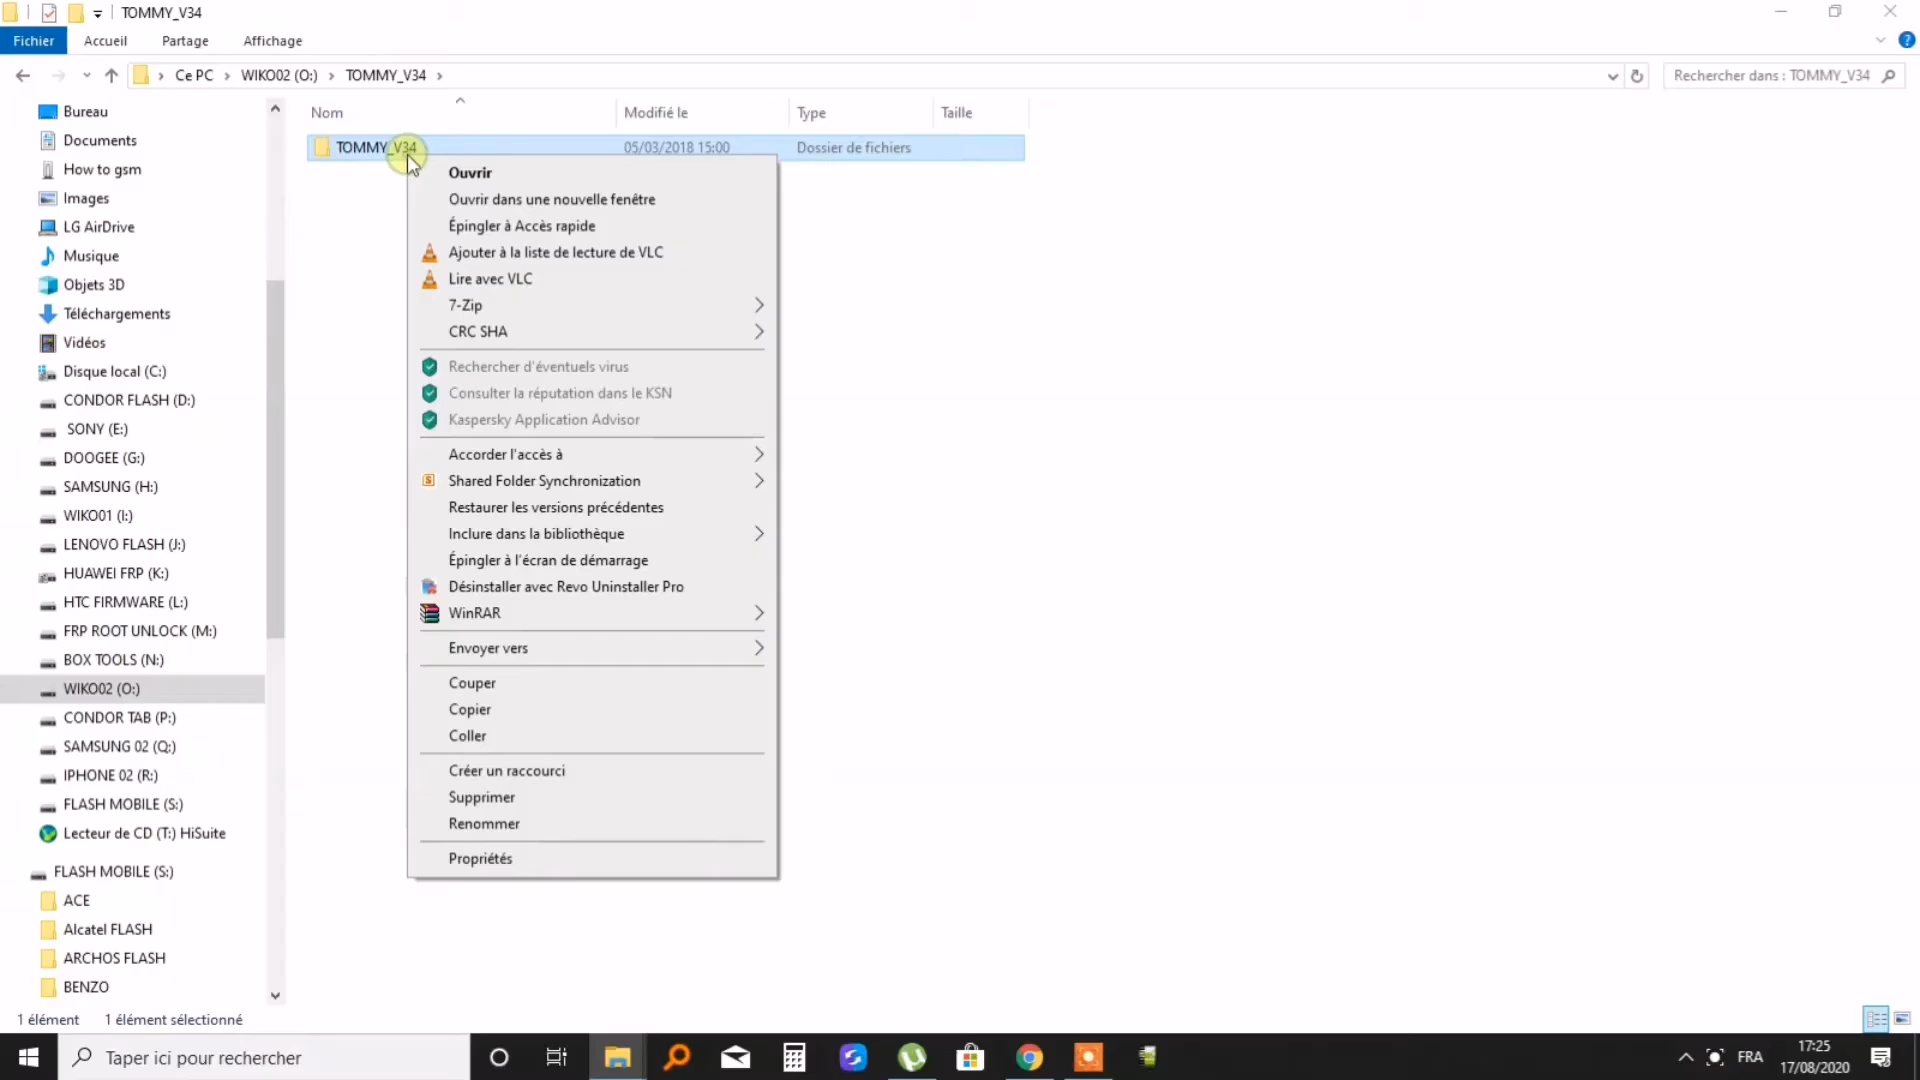 TOMMY_V34
Fichier Accueil Partage Affichage
Ce PC WIKO02 (O:) TOMMY_V34
Rechercher dans : TOMMY_V34
Nom Modifié le Type Taille
TOMMY_V34 05/03/2018 15:00 Dossier de fichiers
Bureau
Documents
How to gsm
Images
LG AirDrive
Musique
Objets 3D
Téléchargements
Vidéos
Disque local (C:)
CONDOR FLASH (D:)
SONY (E:)
DOOGEE (G:)
SAMSUNG (H:)
WIKO01 (I:)
LENOVO FLASH (J:)
HUAWEI FRP (K:)
HTC FIRMWARE (L:)
FRP ROOT UNLOCK (M:)
BOX TOOLS (N:)
WIKO02 (O:)
CONDOR TAB (P:)
SAMSUNG 02 (Q:)
IPHONE 02 (R:)
FLASH MOBILE (S:)
Lecteur de CD (T:) HiSuite
FLASH MOBILE (S:)
ACE
Alcatel FLASH
ARCHOS FLASH
BENZO
Ouvrir
Ouvrir dans une nouvelle fenêtre
Épingler à Accès rapide
Ajouter à la liste de lecture de VLC
Lire avec VLC
7-Zip
CRC SHA
Rechercher d'éventuels virus
Consulter la réputation dans le KSN
Kaspersky Application Advisor
Accorder l'accès à
Shared Folder Synchronization
Restaurer les versions précédentes
Inclure dans la bibliothèque
Épingler à l'écran de démarrage
Désinstaller avec Revo Uninstaller Pro
WinRAR
Envoyer vers
Couper
Copier
Coller
Créer un raccourci
Supprimer
Renommer
Propriétés
1 élément 1 élément sélectionné
Taper ici pour rechercher
FRA
17:25
17/08/2020